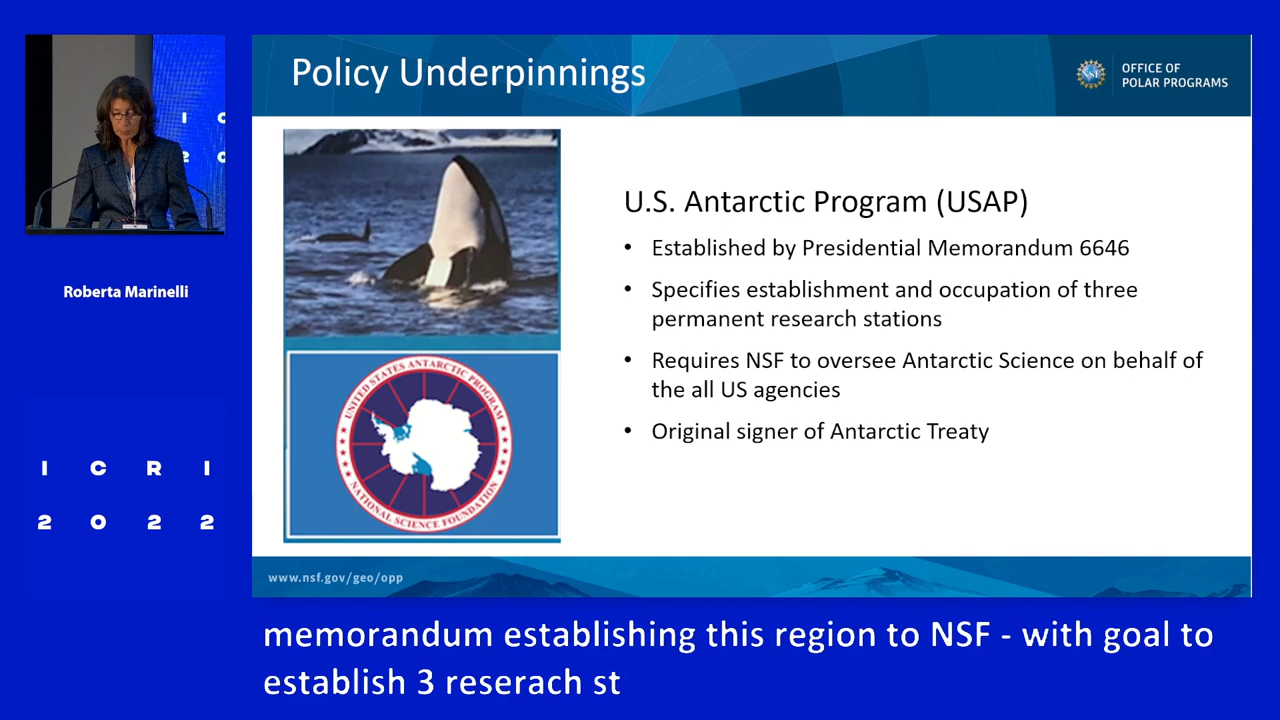 Policy Underpinnings
NSF
OFFICE OF
POLAR PROGRAMS
I C
2 0
Roberta Marinelli
I C R I
2 0 2 2
U.S. Antarctic Program (USAP)
• Established by Presidential Memorandum 6646
• Specifies establishment and occupation of three
permanent research stations
• Requires NSF to oversee Antarctic Science on behalf of
the all US agencies
• Original signer of Antarctic Treaty
UNITED STATES ANTARCTIC PROGRAM
NATIONAL SCIENCE FOUNDATION
www.nsf.gov/geo/opp
memorandum establishing this region to NSF - with goal to
establish 3 reserach st